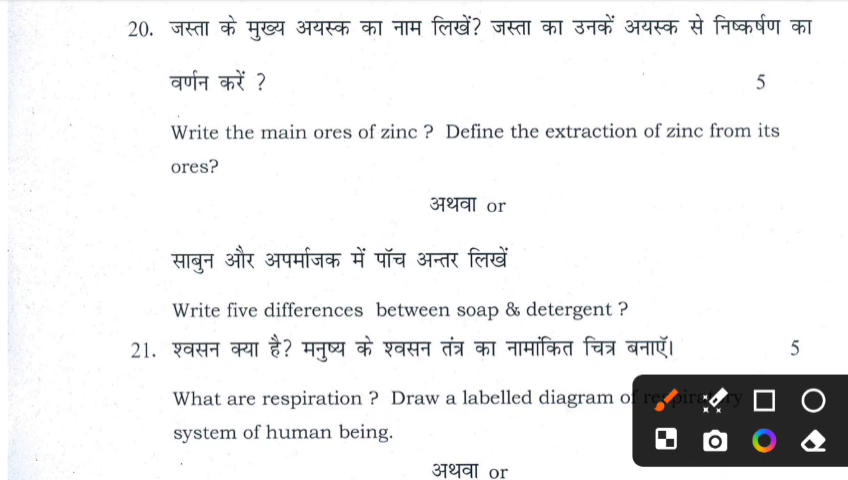 20. जस्ता के मुख्य अयस्क का नाम लिखें? जस्ता का उनकें अयस्क से निष्कर्षण का
वर्णन करें ? 5
Write the main ores of zinc ? Define the extraction of zinc from its
ores?
अथवा or
साबुन और अपर्माजक में पॉच अन्तर लिखें
Write five differences between soap & detergent ?
21. श्वसन क्या है? मनुष्य के श्वसन तंत्र का नामांकित चित्र बनाएॅ। 5
What are respiration ? Draw a labelled diagram of respiratory
system of human being.
अथवा or